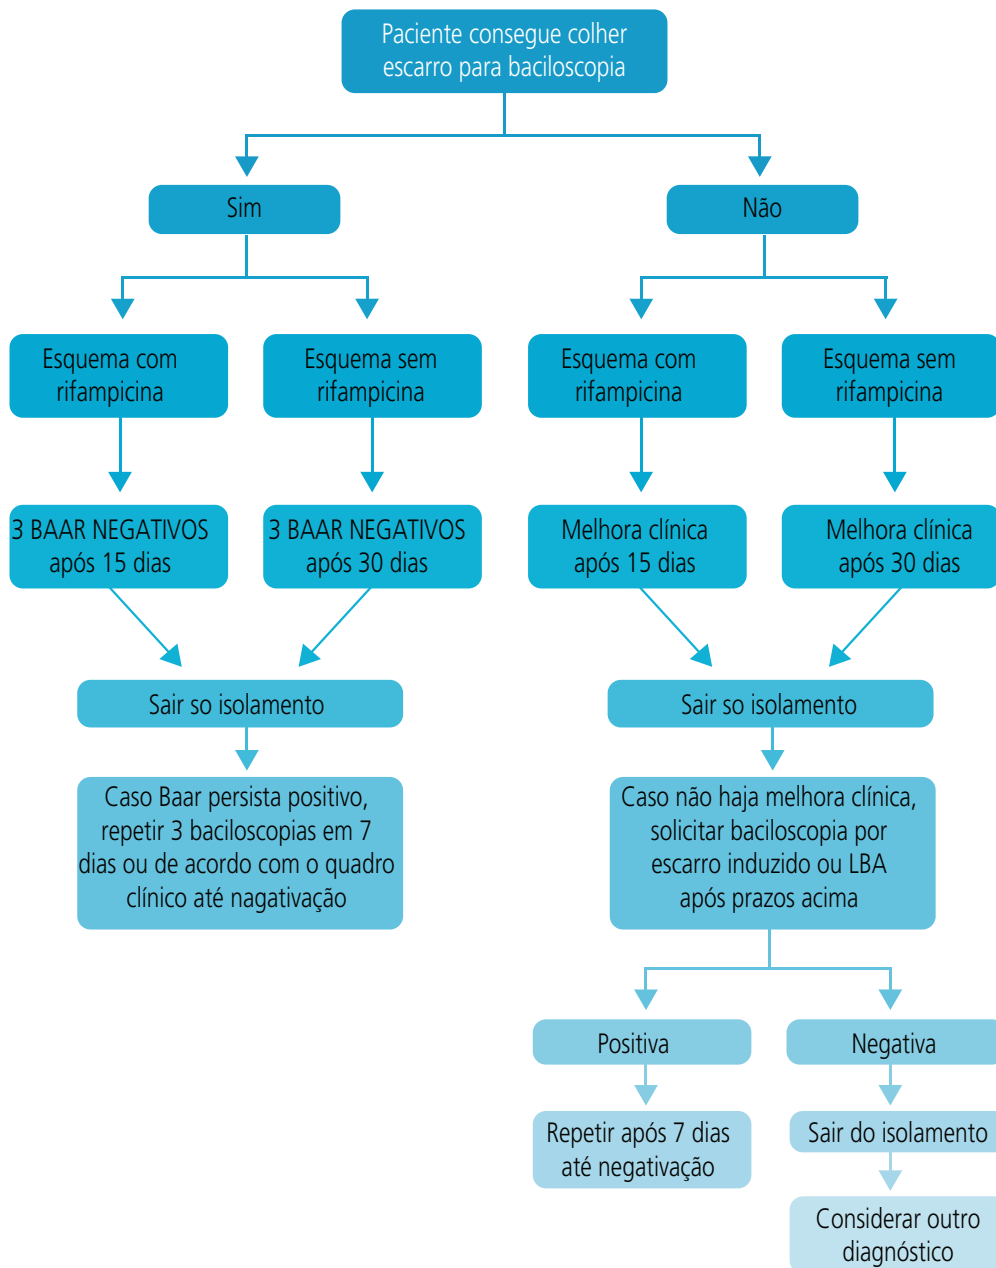 Paciente consegue colher
escarro para baciloscopia
Sim
Não
Esquema com
rifampicina
Esquema sem
rifampicina
Esquema com
rifampicina
Esquema sem
rifampicina
3 BAAR NEGATIVOS
após 15 dias
3 BAAR NEGATIVOS
após 30 dias
Melhora clínica
após 15 dias
Melhora clínica
após 30 dias
Sair so isolamento
Sair so isolamento
Caso Baar persista positivo,
repetir 3 baciloscopias em 7
dias ou de acordo com o quadro
clínico até nagativação
Caso não haja melhora clínica,
solicitar baciloscopia por
escarro induzido ou LBA
após prazos acima
Positiva
Negativa
Repetir após 7 dias
até negativação
Sair do isolamento
Considerar outro
diagnóstico